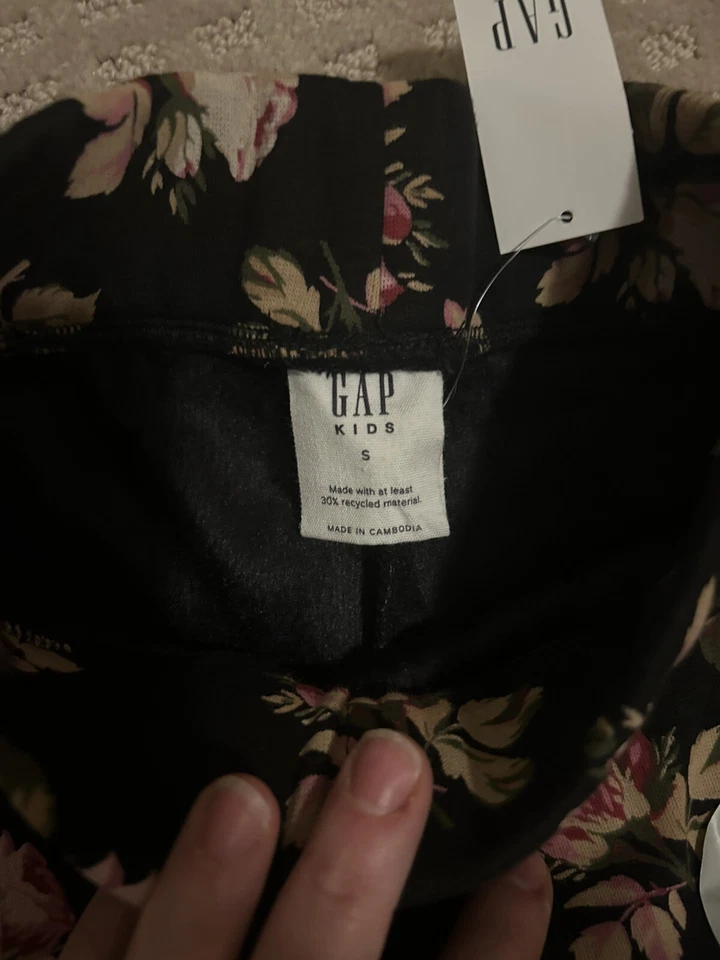 GAP
GAP
KIDS
S
Made with at least
30% recycled material.
MADE IN CAMBODIA